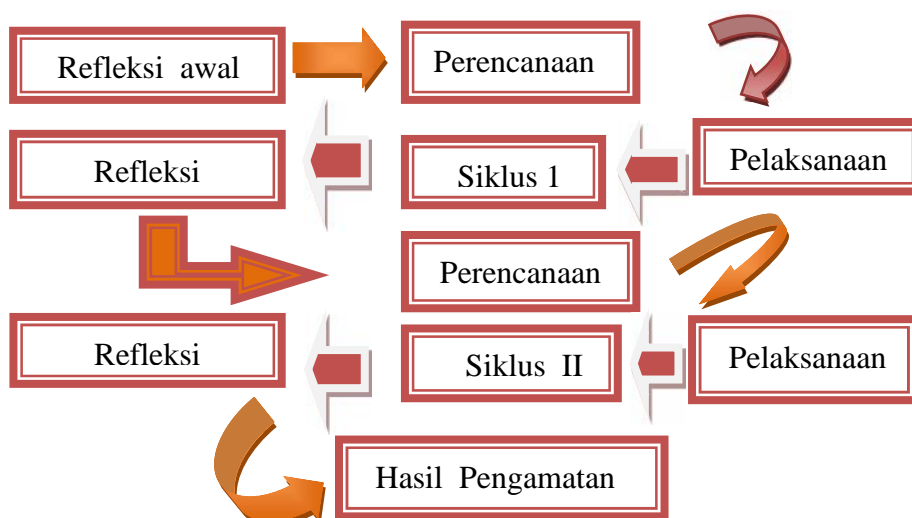 Refleksi awal
Perencanaan
Pelaksanaan
Siklus 1
Refleksi
Perencanaan
Pelaksanaan
Siklus II
Refleksi
Hasil Pengamatan